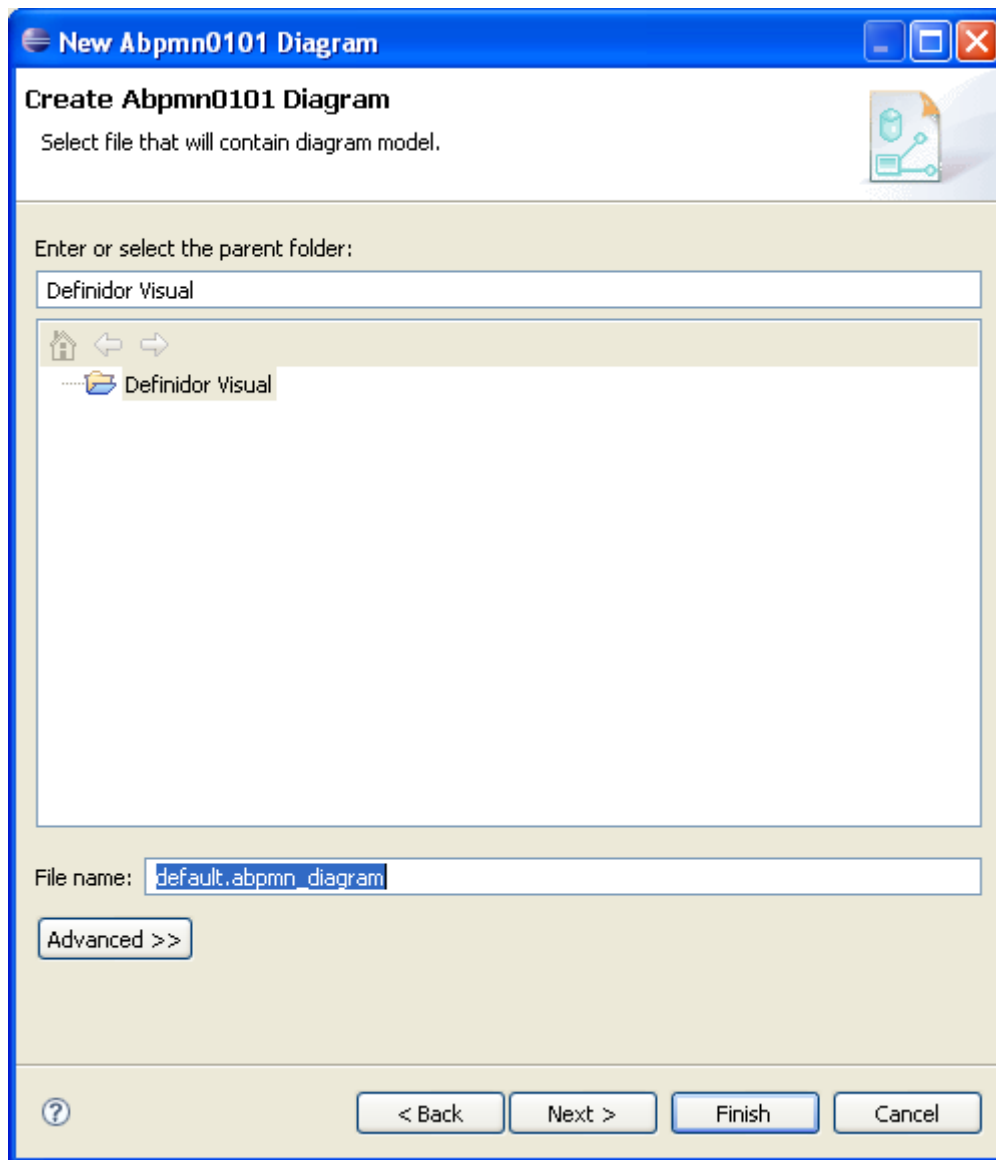 New Abpmn0101 Diagram
Create Abpmn0101 Diagram
Select file that will contain diagram model.
Enter or select the parent folder:
Definidor Visual
Definidor Visual
File name: default.abpmn_diagram
Advanced >>
? < Back Next > Finish Cancel